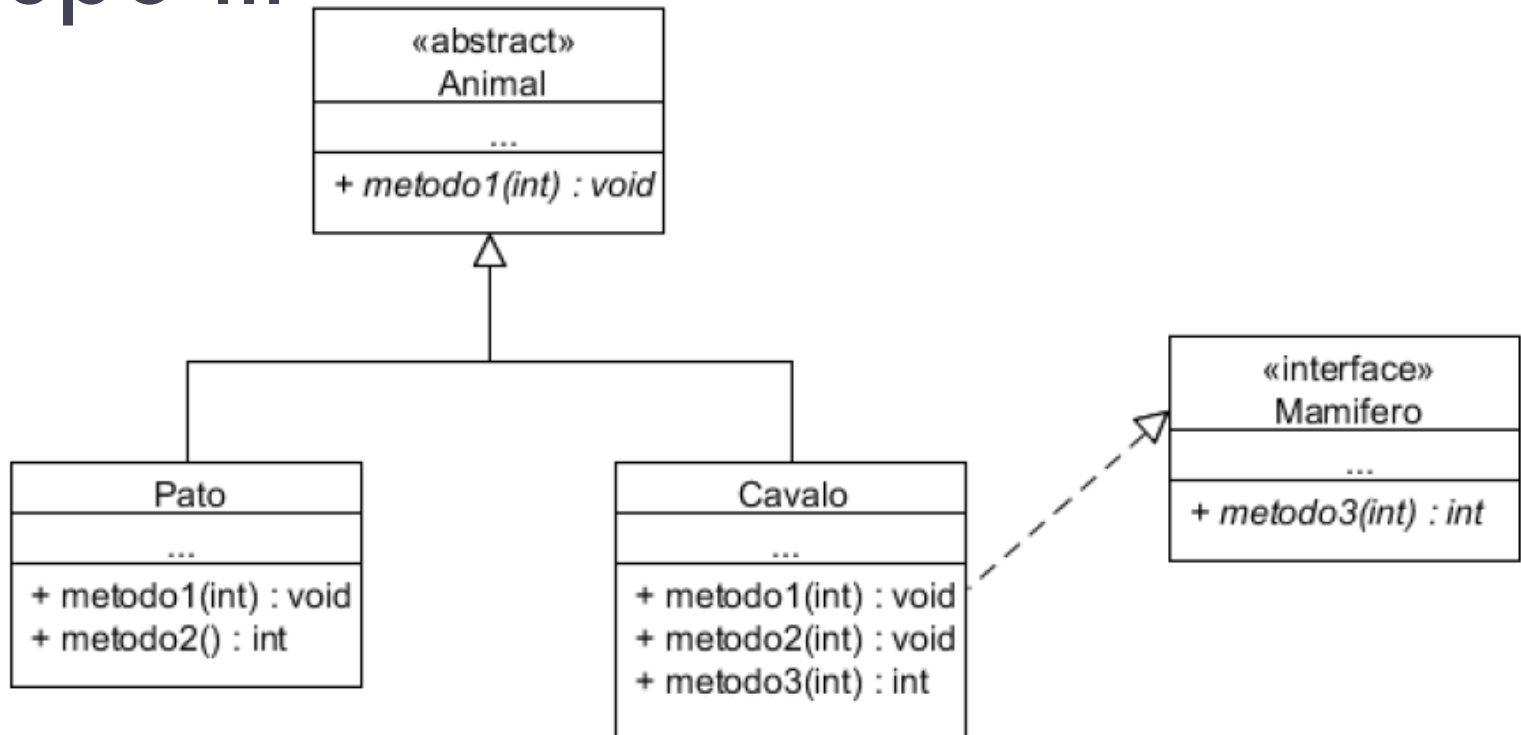 «abstract»
Animal
...
+ metodo1(int) : void
Pato
...
+ metodo1(int) : void
+ metodo2() : int
Cavalo
...
+ metodo1(int) : void
+ metodo2(int) : void
+ metodo3(int) : int
«interface»
Mamifero
...
+ metodo3(int) : int